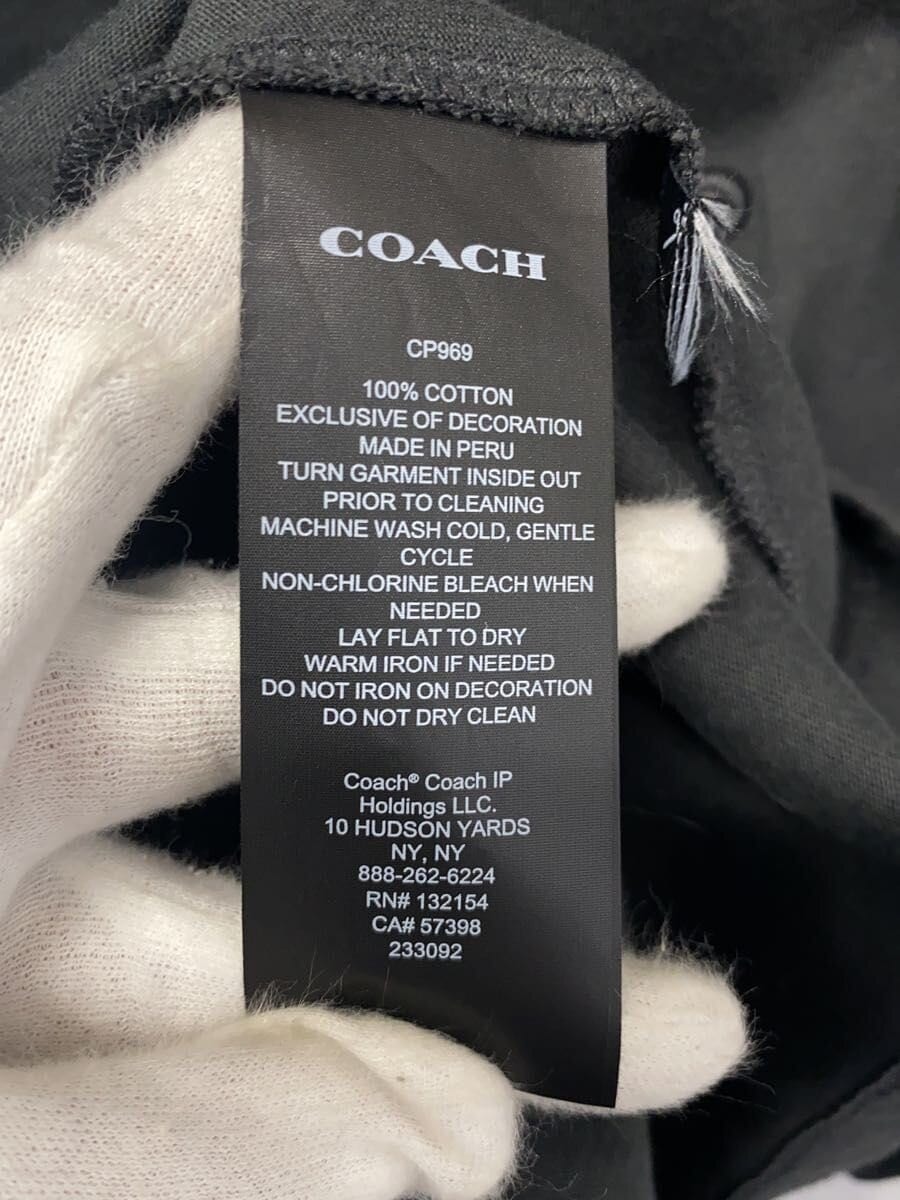 COACH
CP969
100% COTTON
EXCLUSIVE OF DECORATION
MADE IN PERU
TURN GARMENT INSIDE OUT
PRIOR TO CLEANING
MACHINE WASH COLD, GENTLE
CYCLE
NON-CHLORINE BLEACH WHEN
NEEDED
LAY FLAT TO DRY
WARM IRON IF NEEDED
DO NOT IRON ON DECORATION
DO NOT DRY CLEAN
Coach® Coach IP
Holdings LLC.
10 HUDSON YARDS
NY, NY
888-262-6224
RN# 132154
CA# 57398
233092